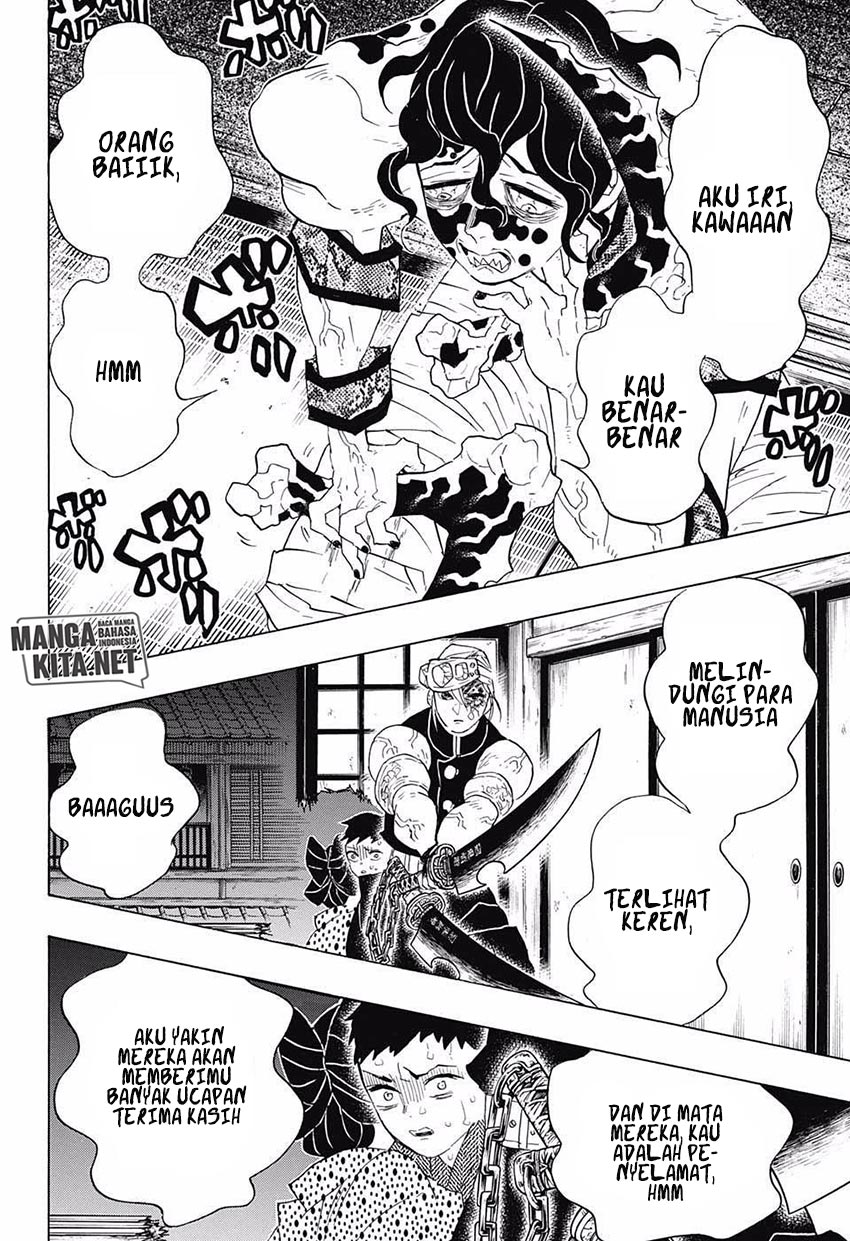 AKU IRI,
KAWAAAN
ORANG
BAIIIK,
KAU
BENAR-
BENAR
HMM
MELIN-
DUNGI PARA
MANUSIA
TERLIHAT
KEREN,
BAAAGUUS
DAN DI MATA
MEREKA, KAU
ADALAH PE-
NYELAMAT,
HMM
AKU YAKIN
MEREKA AKAN
MEMBERIMU
BANYAK UCAPAN
TERIMA KASIH
MANGA
KITA.NET
BACA MANGA
BAHASA
INDONESIA